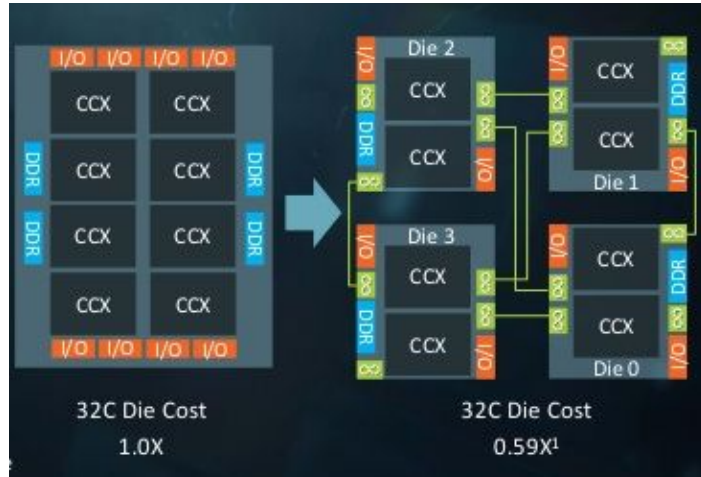 I/O I/O I/O I/O
CCX CCX
DDR CCX CCX DDR
DDR CCX CCX DDR
CCX CCX
I/O I/O I/O I/O
32C Die Cost
1.0X
Die 2
I/O
CCX
∞ ∞
DDR ∞
CCX
∞ I/O
I/O ∞
CCX
∞ DDR
∞ ∞
CCX
Die 1 I/O
Die 3
I/O
CCX
∞ ∞
DDR ∞
CCX
∞ I/O
I/O ∞
CCX
∞ DDR
∞ ∞
CCX
Die 0 I/O
32C Die Cost
0.59X¹
e